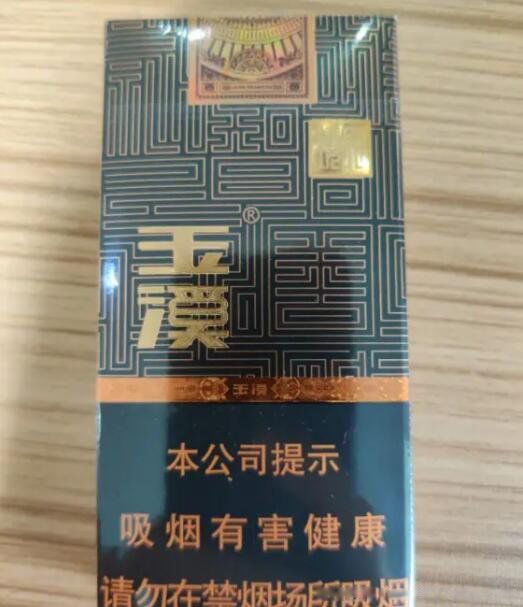 玉溪®
玉溪
本公司提示
吸烟有害健康
请勿在禁烟场所吸烟